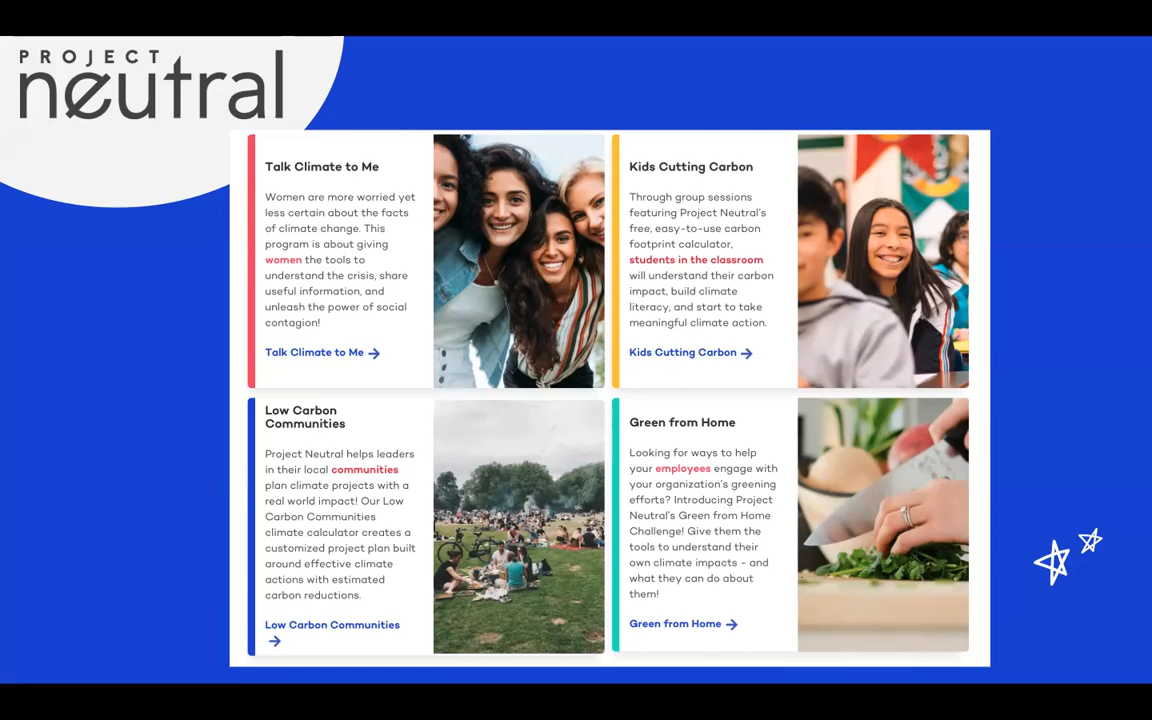 PROJECT
neutral
Talk Climate to Me
Women are more worried yet
less certain about the facts
of climate change. This
program is about giving
women the tools to
understand the crisis, share
useful information, and
unleash the power of social
contagion!
Talk Climate to Me →
Kids Cutting Carbon
Through group sessions
featuring Project Neutral's
free, easy-to-use carbon
footprint calculator,
students in the classroom
will understand their carbon
impact, build climate
literacy, and start to take
meaningful climate action.
Kids Cutting Carbon →
Low Carbon
Communities
Project Neutral helps leaders
in their local communities
plan climate projects with a
real world impact! Our Low
Carbon Communities
climate calculator creates a
customized project plan built
around effective climate
actions with estimated
carbon reductions.
Low Carbon Communities
→
Green from Home
Looking for ways to help
your employees engage with
your organization's greening
efforts? Introducing Project
Neutral's Green from Home
Challenge! Give them the
tools to understand their
own climate impacts - and
what they can do about
them!
Green from Home →